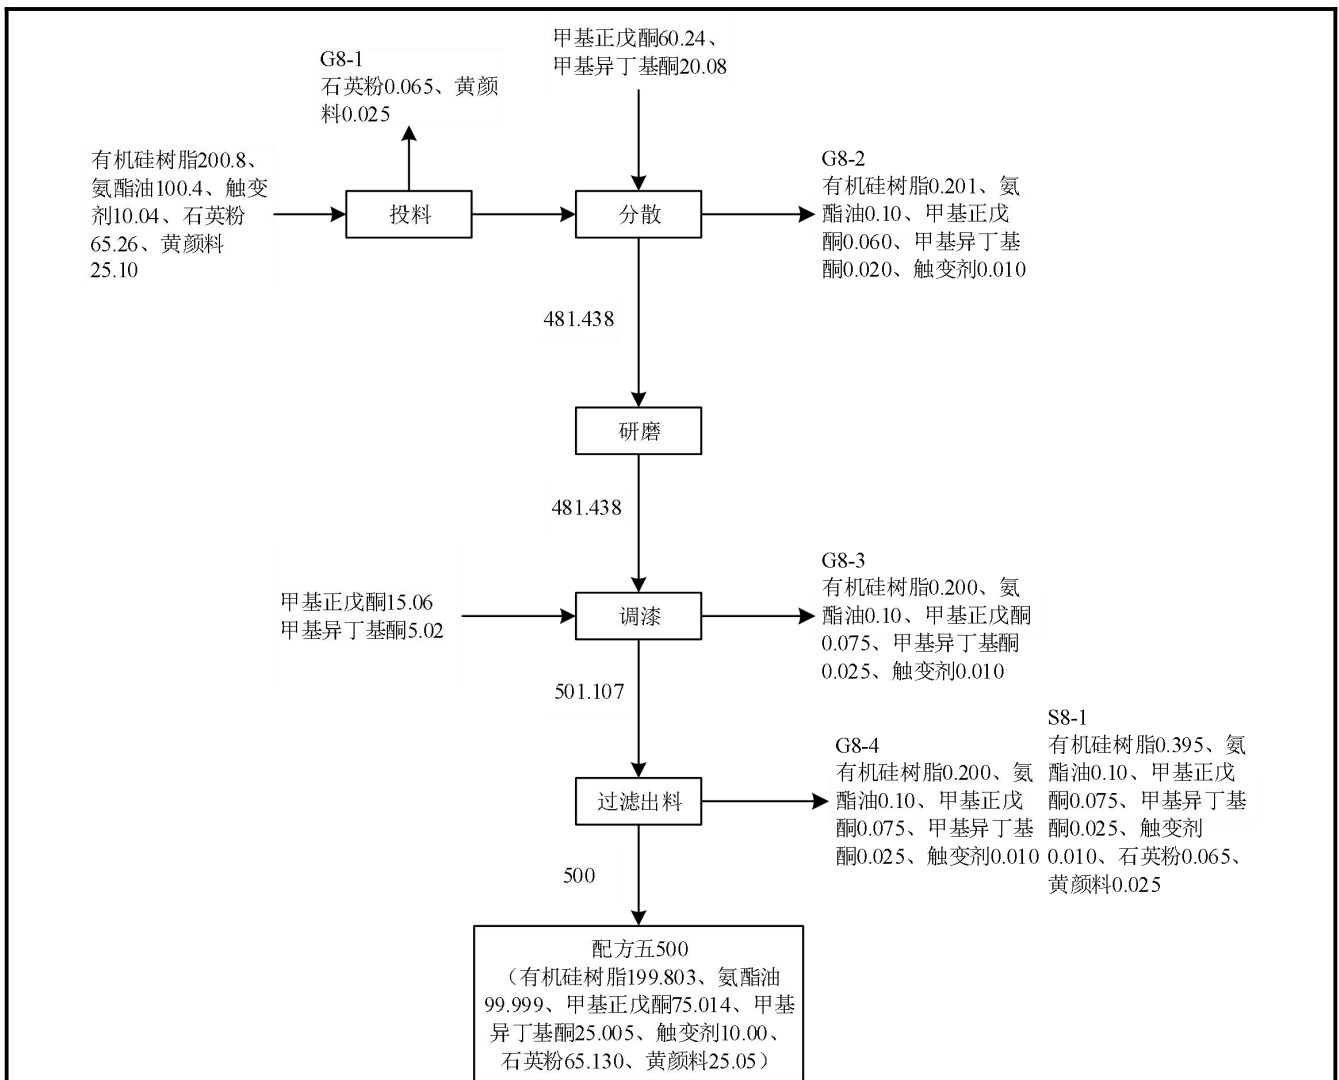 甲基正戊酮60.24、
甲基异丁基酮20.08
G8-1
石英粉0.065、黄颜
料0.025
有机硅树脂200.8、
氨酯油100.4、触变
剂10.04、石英粉
65.26、黄颜料
25.10
投料
分散
G8-2
有机硅树脂0.201、氨
酯油0.10、甲基正戊
酮0.060、甲基异丁基
酮0.020、触变剂0.010
481.438
研磨
481.438
甲基正戊酮15.06
甲基异丁基酮5.02
调漆
G8-3
有机硅树脂0.200、氨
酯油0.10、甲基正戊酮
0.075、甲基异丁基酮
0.025、触变剂0.010
501.107
过滤出料
G8-4
有机硅树脂0.200、氨
酯油0.10、甲基正戊
酮0.075、甲基异丁基
酮0.025、触变剂0.010
S8-1
有机硅树脂0.395、氨
酯油0.10、甲基正戊
酮0.075、甲基异丁基
酮0.025、触变剂
0.010、石英粉0.065、
黄颜料0.025
500
配方五500
（有机硅树脂199.803、氨酯油
99.999、甲基正戊酮75.014、甲基
异丁基酮25.005、触变剂10.00、
石英粉65.130、黄颜料25.05）